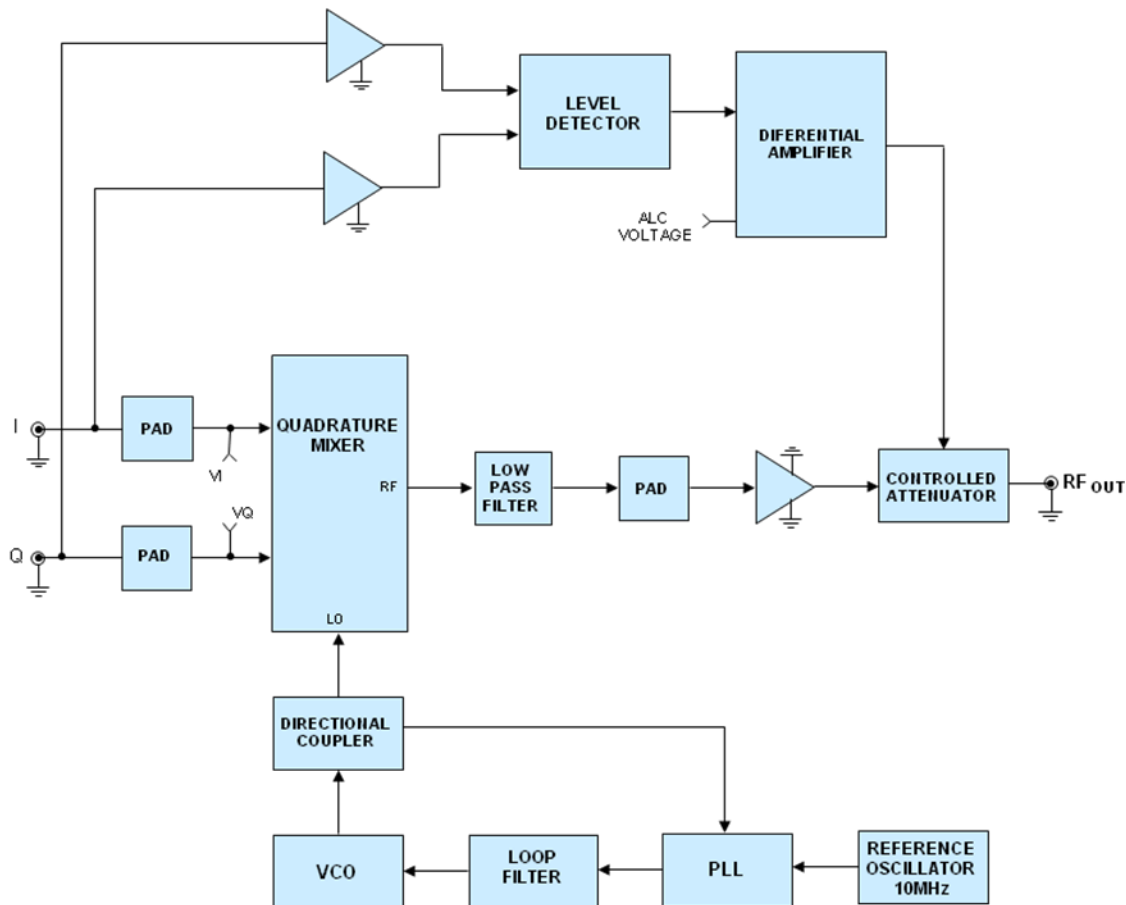 LEVEL
DETECTOR
DIFERENTIAL
AMPLIFIER
ALC
VOLTAGE
I
PAD
VI
QUADRATURE
MIXER
RF
LO
Q
PAD
VQ
LOW
PASS
FILTER
PAD
CONTROLLED
ATTENUATOR
RF OUT
DIRECTIONAL
COUPLER
VCO
LOOP
FILTER
PLL
REFERENCE
OSCILLATOR
10MHz